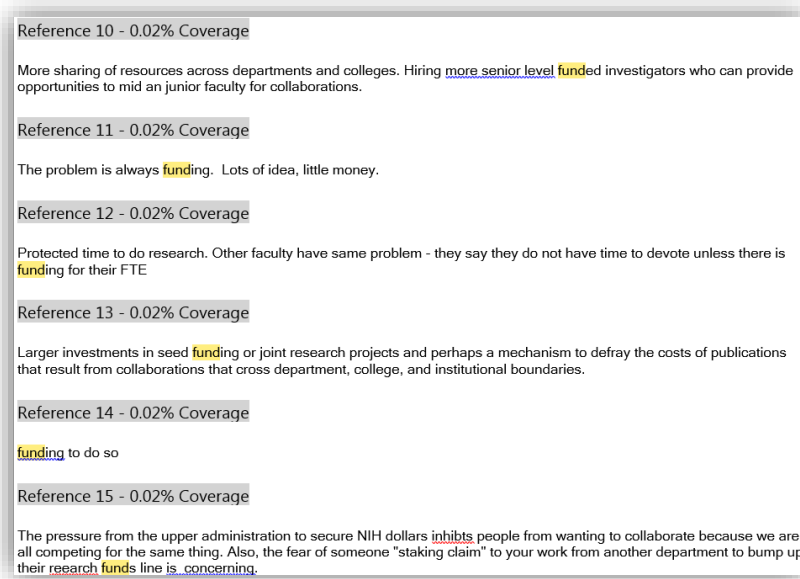 Reference 10 - 0.02% Coverage
More sharing of resources across departments and colleges. Hiring more senior level funded investigators who can provide
opportunities to mid an junior faculty for collaborations.
Reference 11 - 0.02% Coverage
The problem is always funding.  Lots of idea, little money.
Reference 12 - 0.02% Coverage
Protected time to do research. Other faculty have same problem - they say they do not have time to devote unless there is
funding for their FTE
Reference 13 - 0.02% Coverage
Larger investments in seed funding or joint research projects and perhaps a mechanism to defray the costs of publications
that result from collaborations that cross department, college, and institutional boundaries.
Reference 14 - 0.02% Coverage
funding to do so
Reference 15 - 0.02% Coverage
The pressure from the upper administration to secure NIH dollars inhibts people from wanting to collaborate because we are
all competing for the same thing. Also, the fear of someone "staking claim" to your work from another department to bump up
their reearch funds line is  concerning.